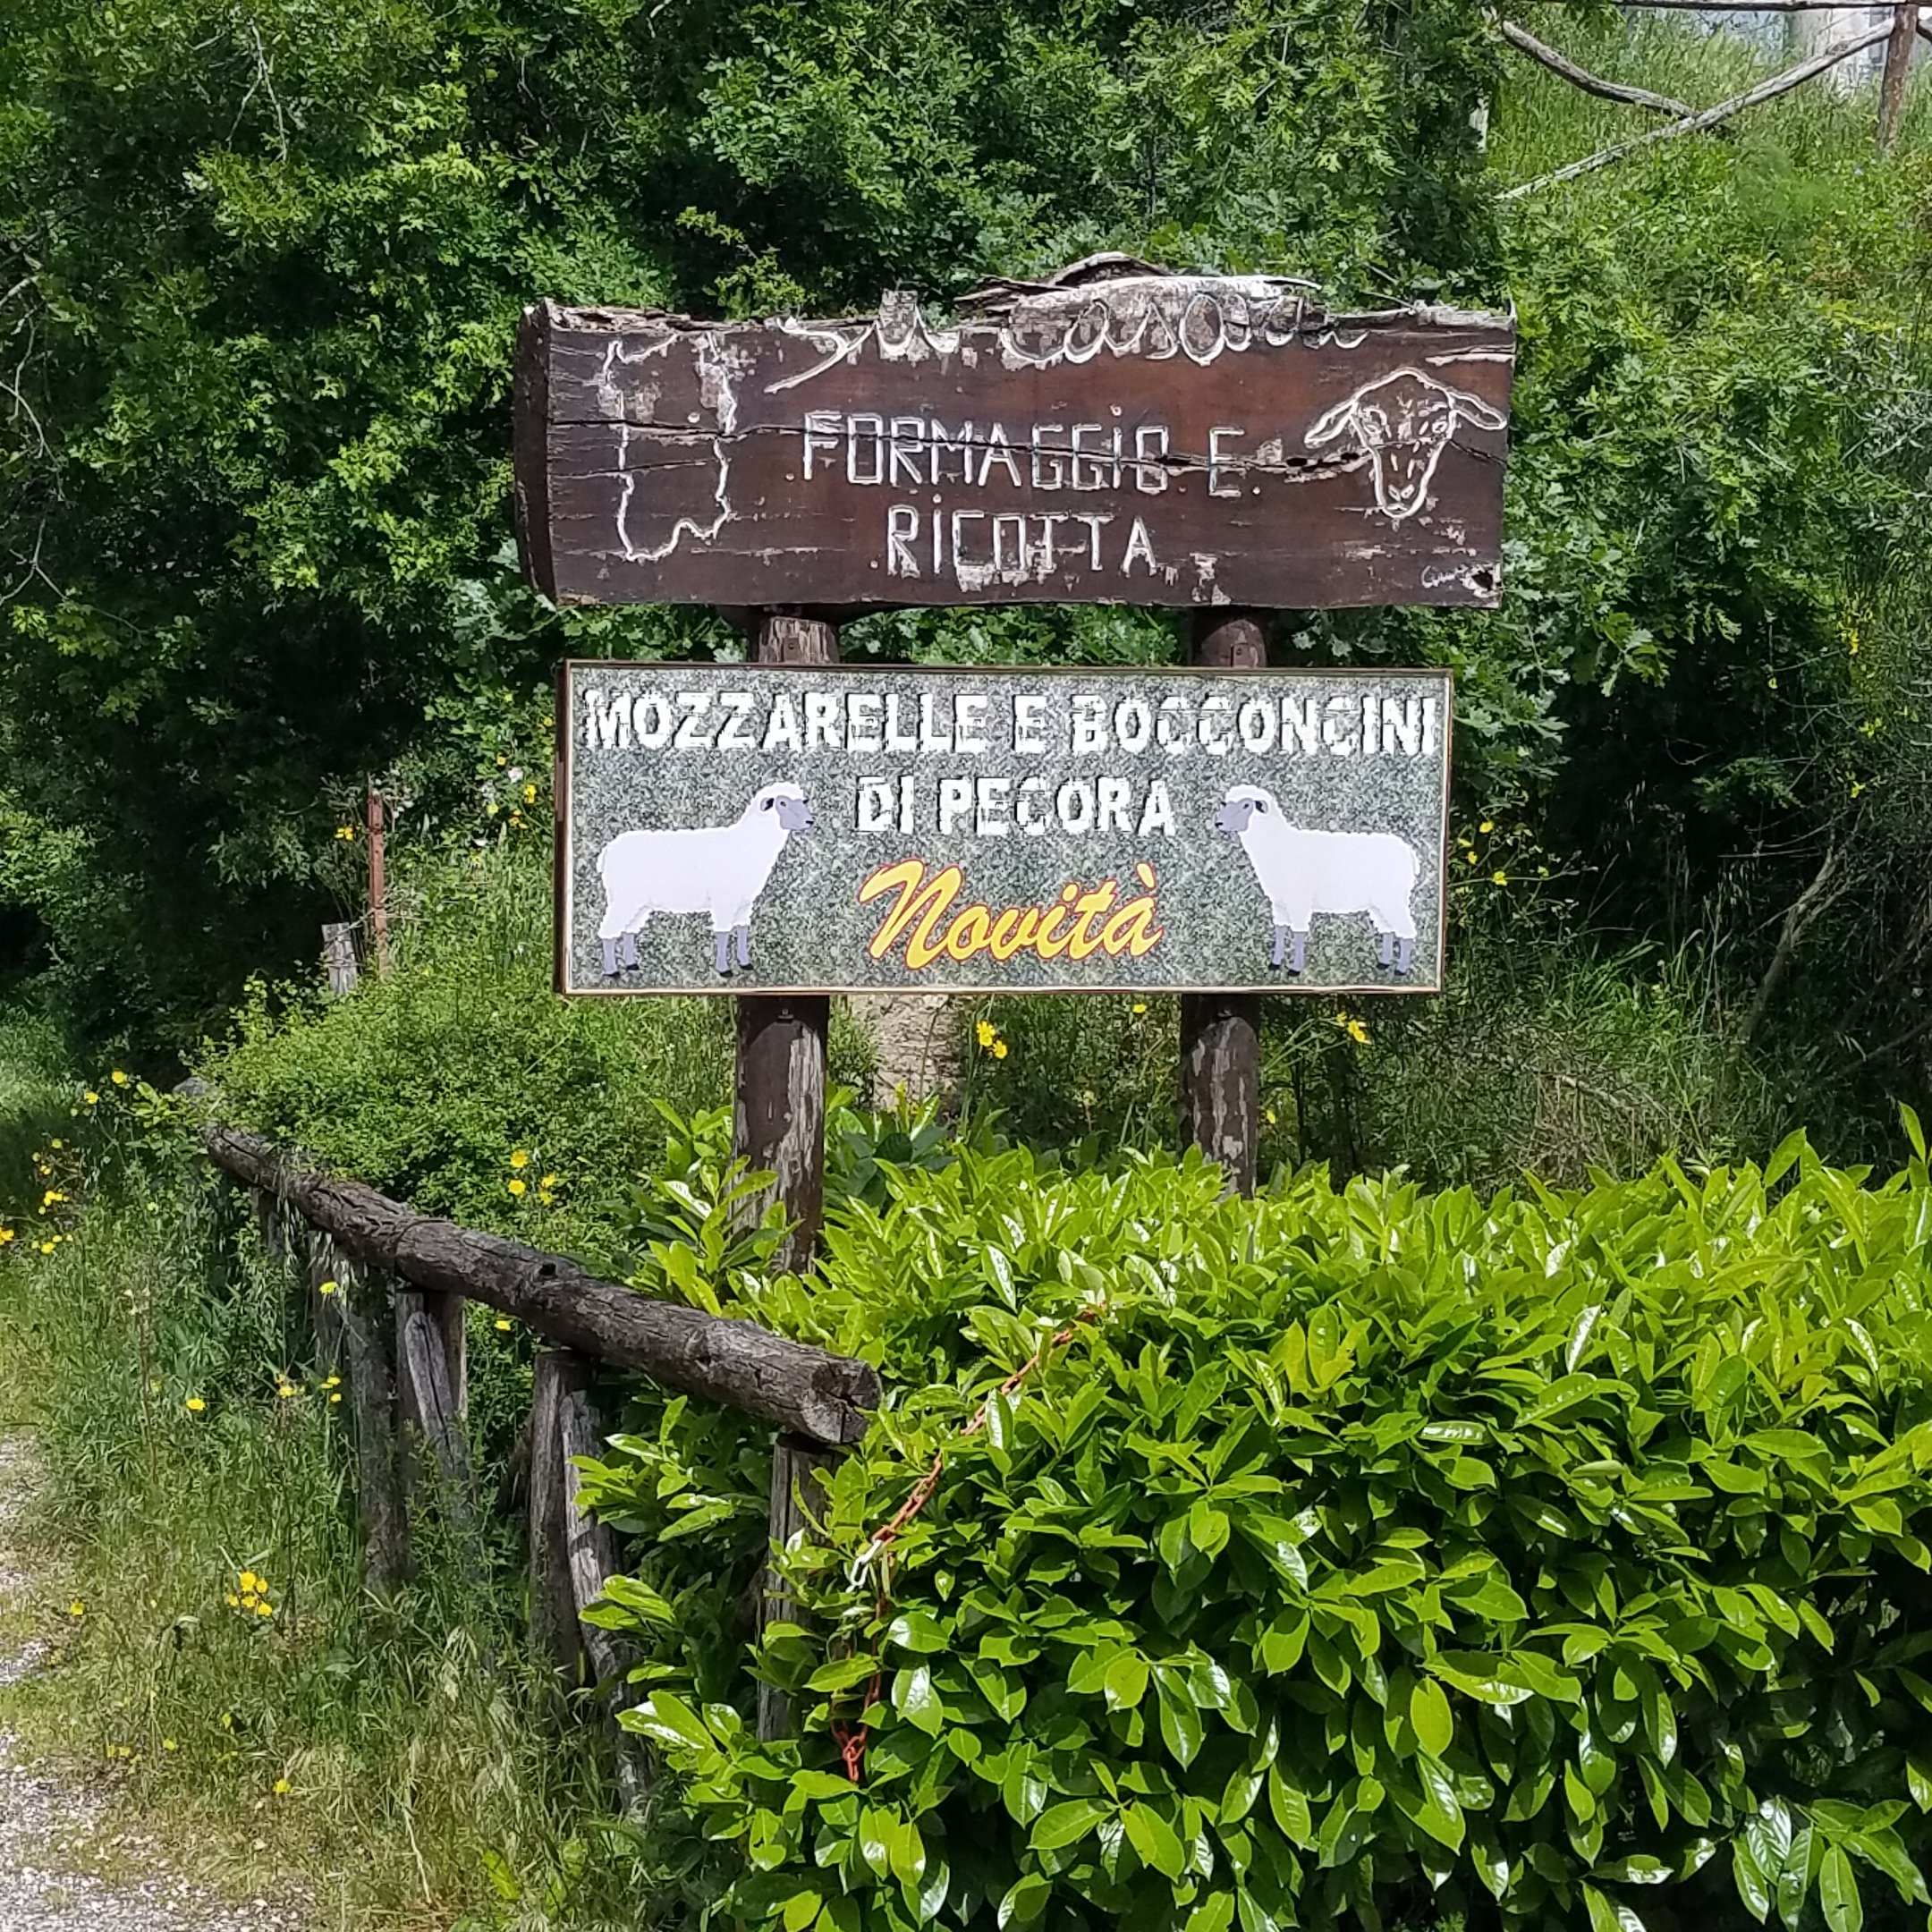 FORMAGGiO E
RiCOTTA
MOZZARELLE E BOCCONCINI
DI PECORA
Novità